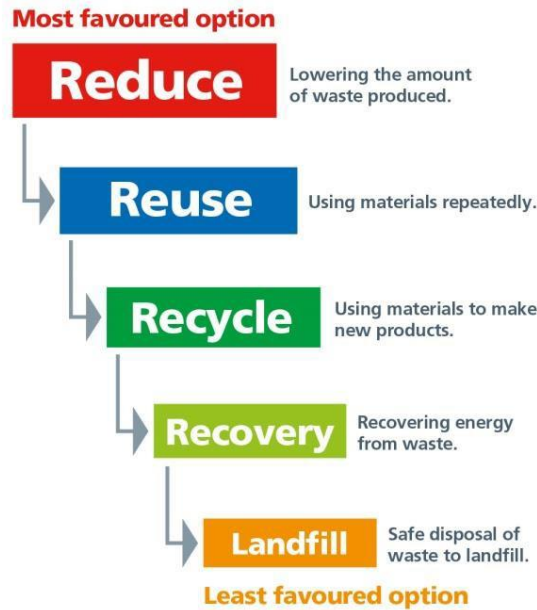 Most favoured option
Reduce
Lowering the amount
of waste produced.
Reuse
Using materials repeatedly.
Recycle
Using materials to make
new products.
Recovery
Recovering energy
from waste.
Landfill
Safe disposal of
waste to landfill.
Least favoured option